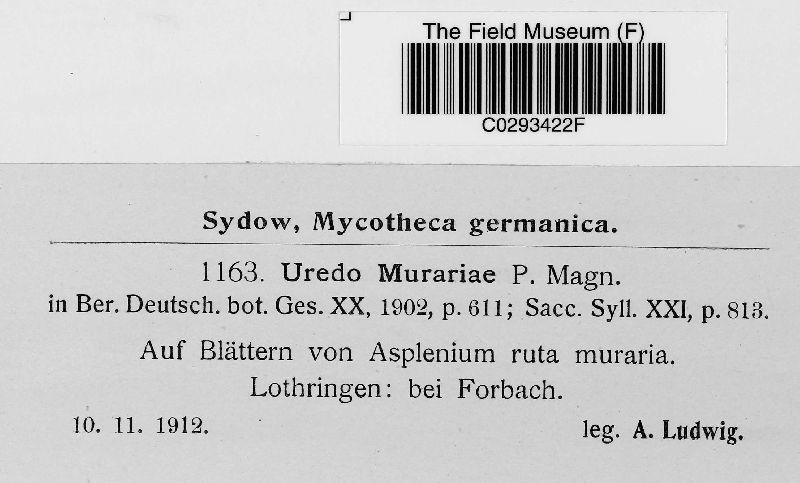 The Field Museum (F)
C0293422F
Sydow, Mycotheca germanica.
1163. Uredo Murariae P. Magn.
in Ber. Deutsch. bot. Ges. XX, 1902, p. 611; Sacc. Syll. XXI, p. 813.
Auf Blättern von Asplenium ruta muraria.
Lothringen: bei Forbach.
10. 11. 1912.
leg. A. Ludwig.